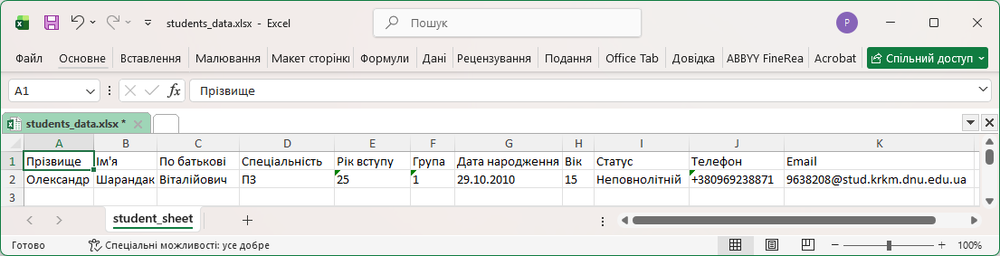 students_data.xlsx - Excel
Пошук
P
Файл Основне Вставлення Малювання Макет сторінки Формули Дані Рецензування Подання Office Tab Довідка ABBYY FineRea Acrobat Спільний доступ
A1 fx Прізвище
students_data.xlsx *
A B C D E F G H I J K
1 Прізвище Ім'я По батькові Спеціальність Рік вступу Група Дата народження Вік Статус Телефон Email
2 Олександр Шарандак Віталійович ПЗ 25 1 29.10.2010 15 Неповнолітній +380969238871 9638208@stud.krkm.dnu.edu.ua
3
student_sheet
Готово Спеціальні можливості: усе добре 100%